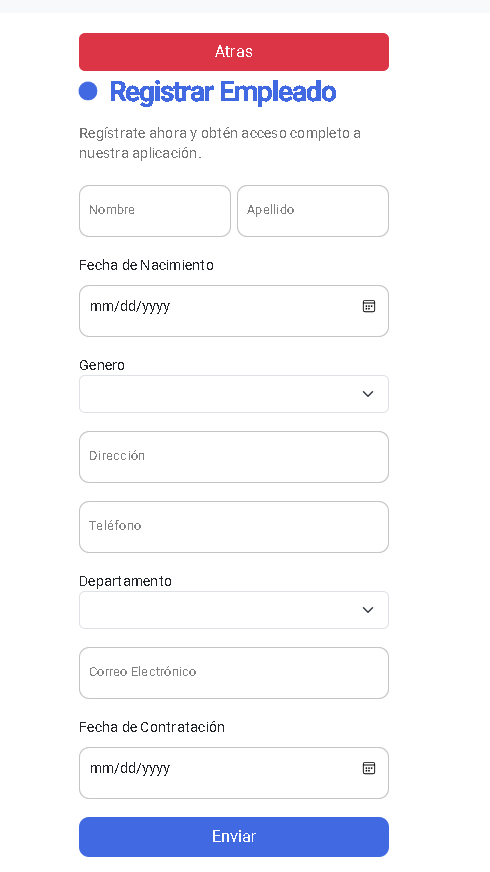 Atras
Registrar Empleado
Regístrate ahora y obtén acceso completo a
nuestra aplicación.
Nombre Apellido
Fecha de Nacimiento
mm/dd/yyyy
Genero
Dirección
Teléfono
Departamento
Correo Electrónico
Fecha de Contratación
mm/dd/yyyy
Enviar